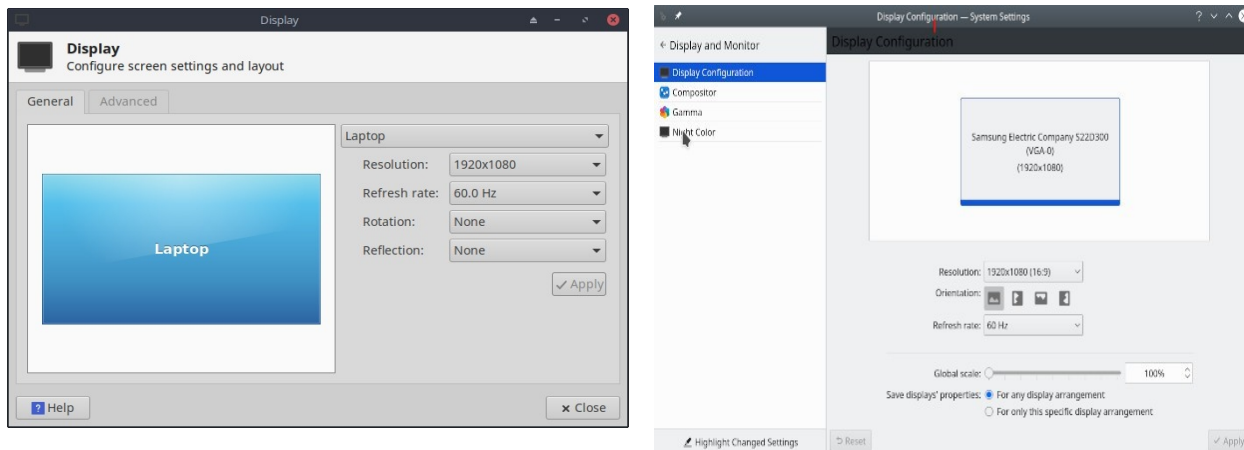 Display
Display
Configure screen settings and layout
General
Advanced
Laptop
Laptop
Resolution: 1920x1080
Refresh rate: 60.0 Hz
Rotation: None
Reflection: None
Apply
? Help
Close
Display Configuration — System Settings
Display and Monitor
Display Configuration
Compositor
Gamma
Night Color
Display Configuration
Samsung Electric Company S22D300
(VGA-0)
(1920x1080)
Resolution: 1920x1080 (16:9)
Orientation:
Refresh rate: 60 Hz
Global scale: 100%
Save displays' properties: For any display arrangement
For only this specific display arrangement
Highlight Changed Settings
Reset
Apply